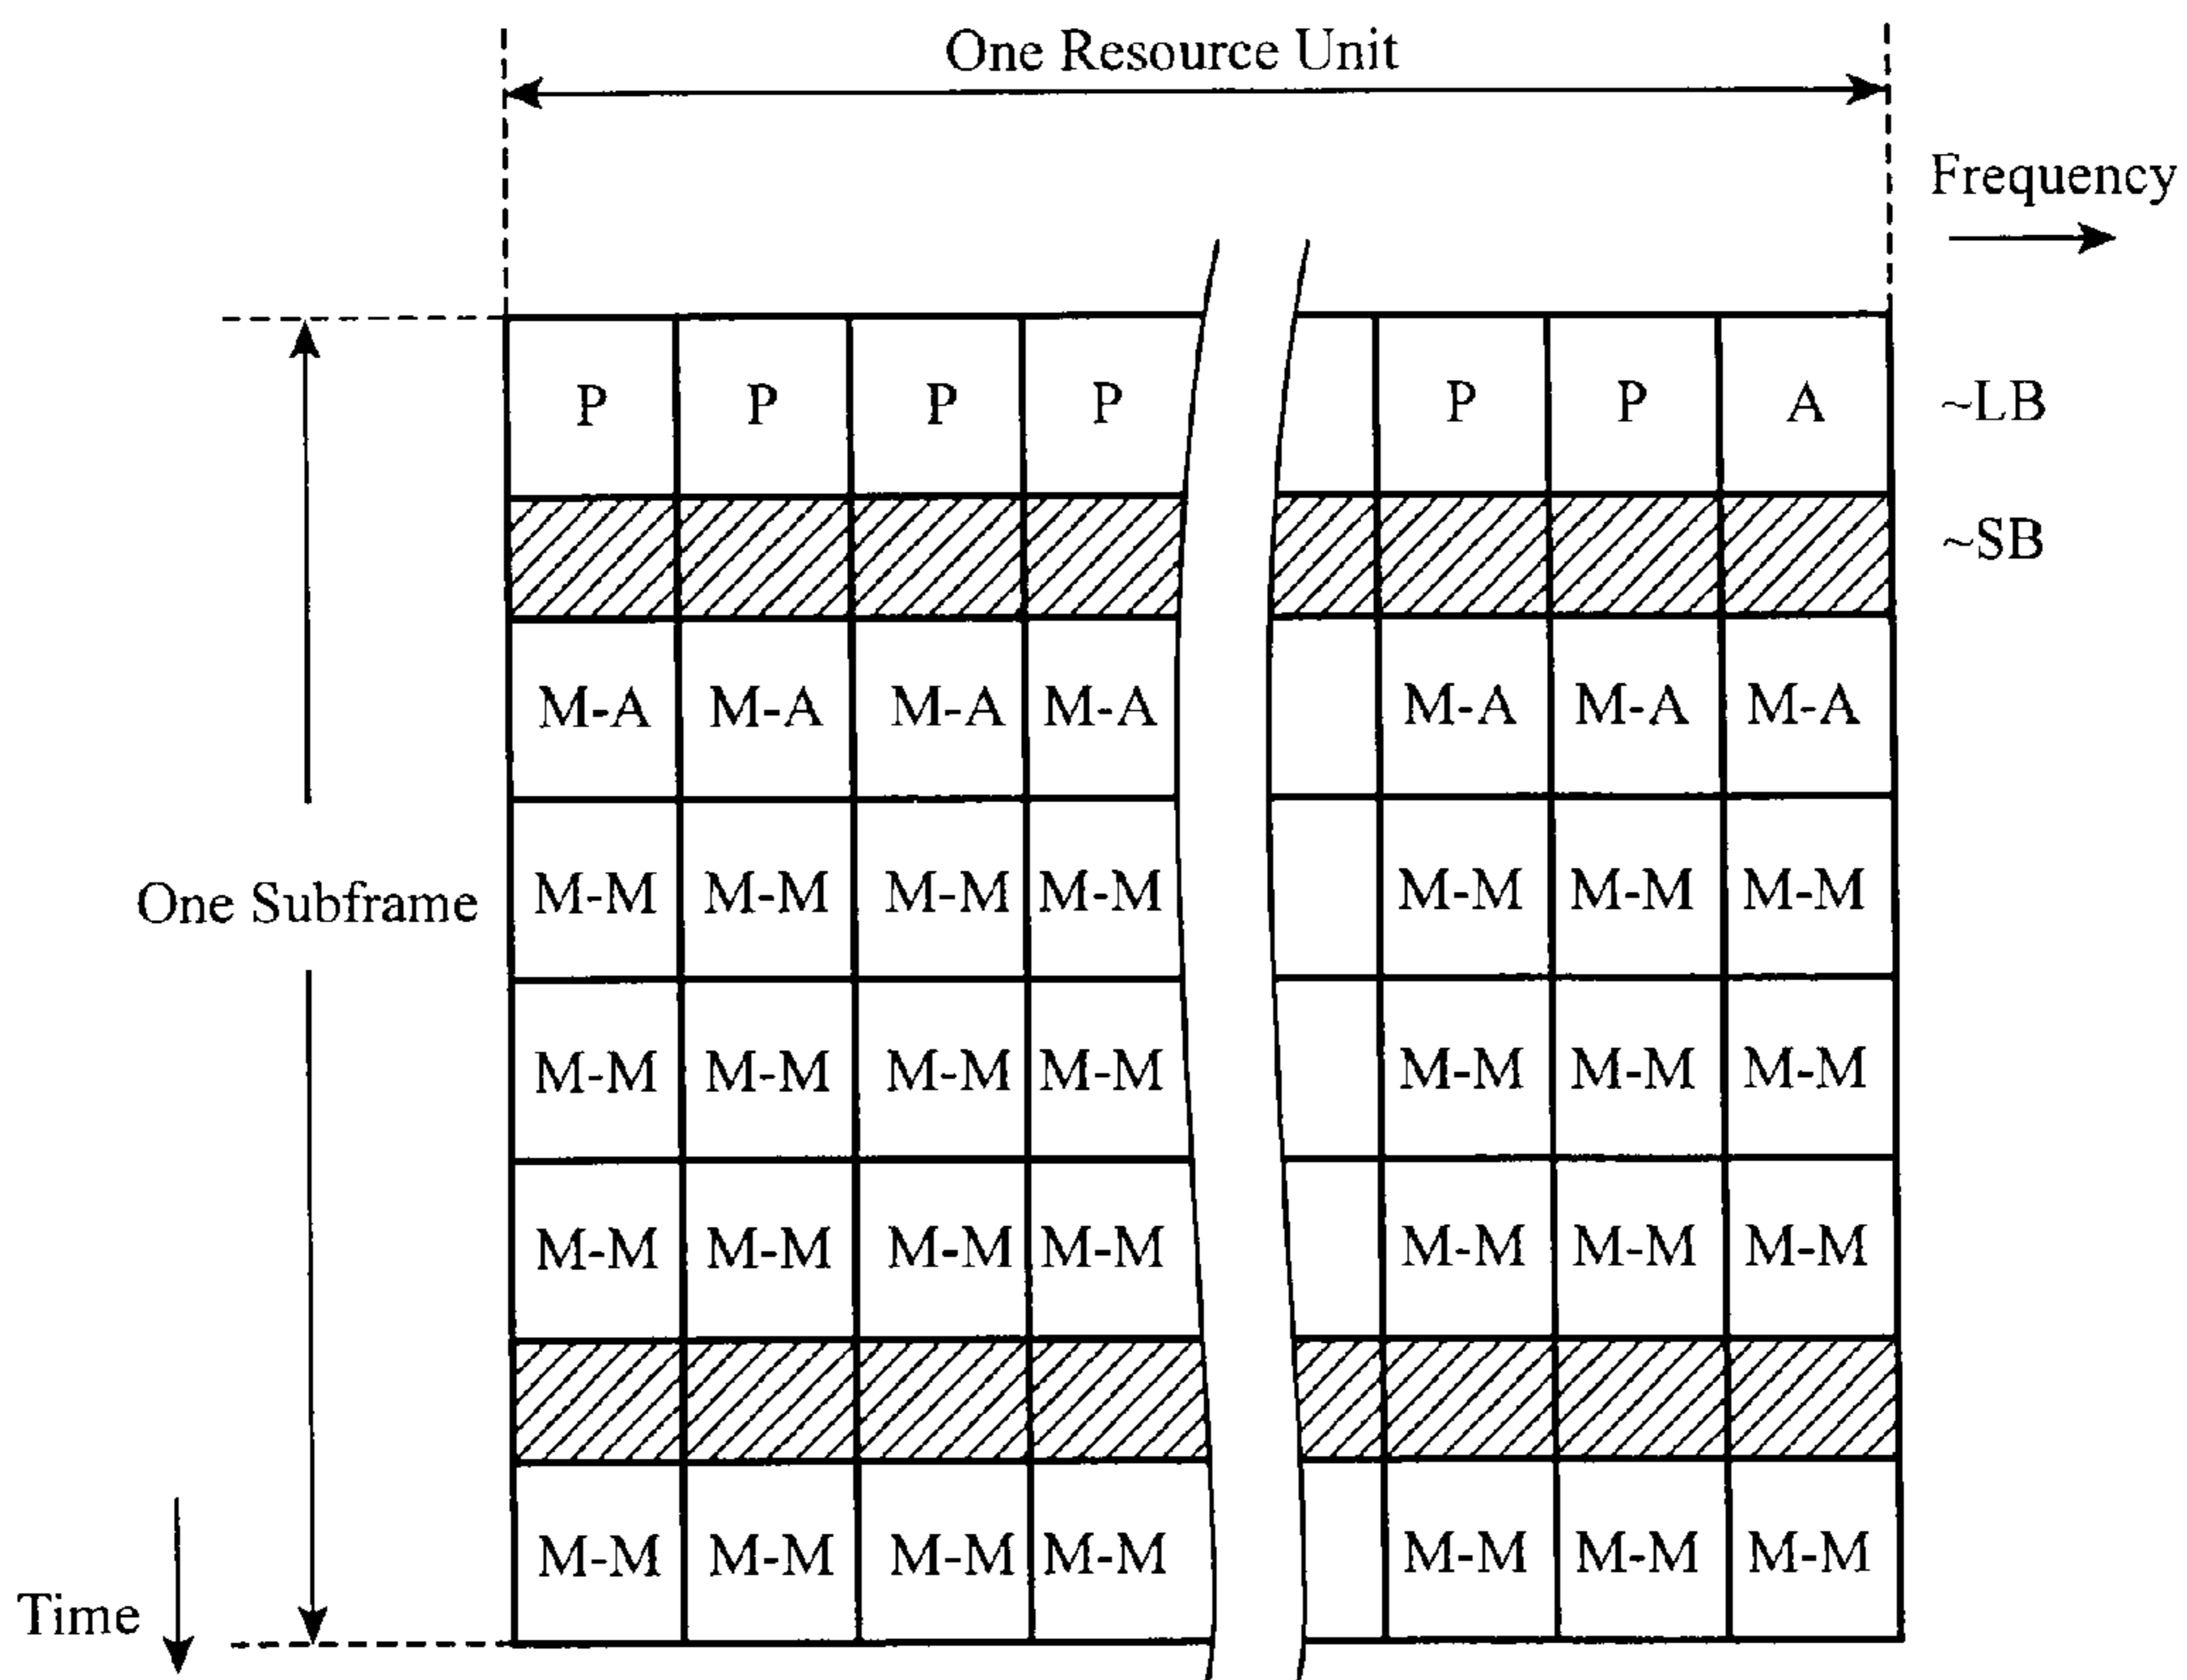 One Resource Unit
Frequency
P P P P P P A ~LB
~SB
M-A M-A M-A M-A M-A M-A M-A
One Subframe M-M M-M M-M M-M M-M M-M M-M
M-M M-M M-M M-M M-M M-M M-M
M-M M-M M-M M-M M-M M-M M-M
M-M M-M M-M M-M M-M M-M M-M
Time